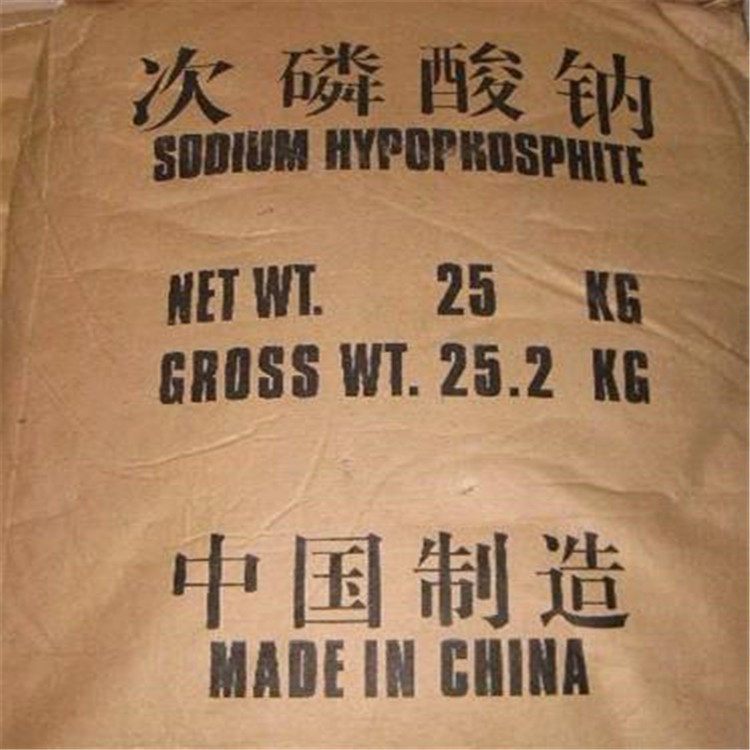 次磷酸钠
SODIUM HYPOPHOSPHITE
NET WT. 25 KG
GROSS WT. 25.2 KG
中国制造
MADE IN CHINA